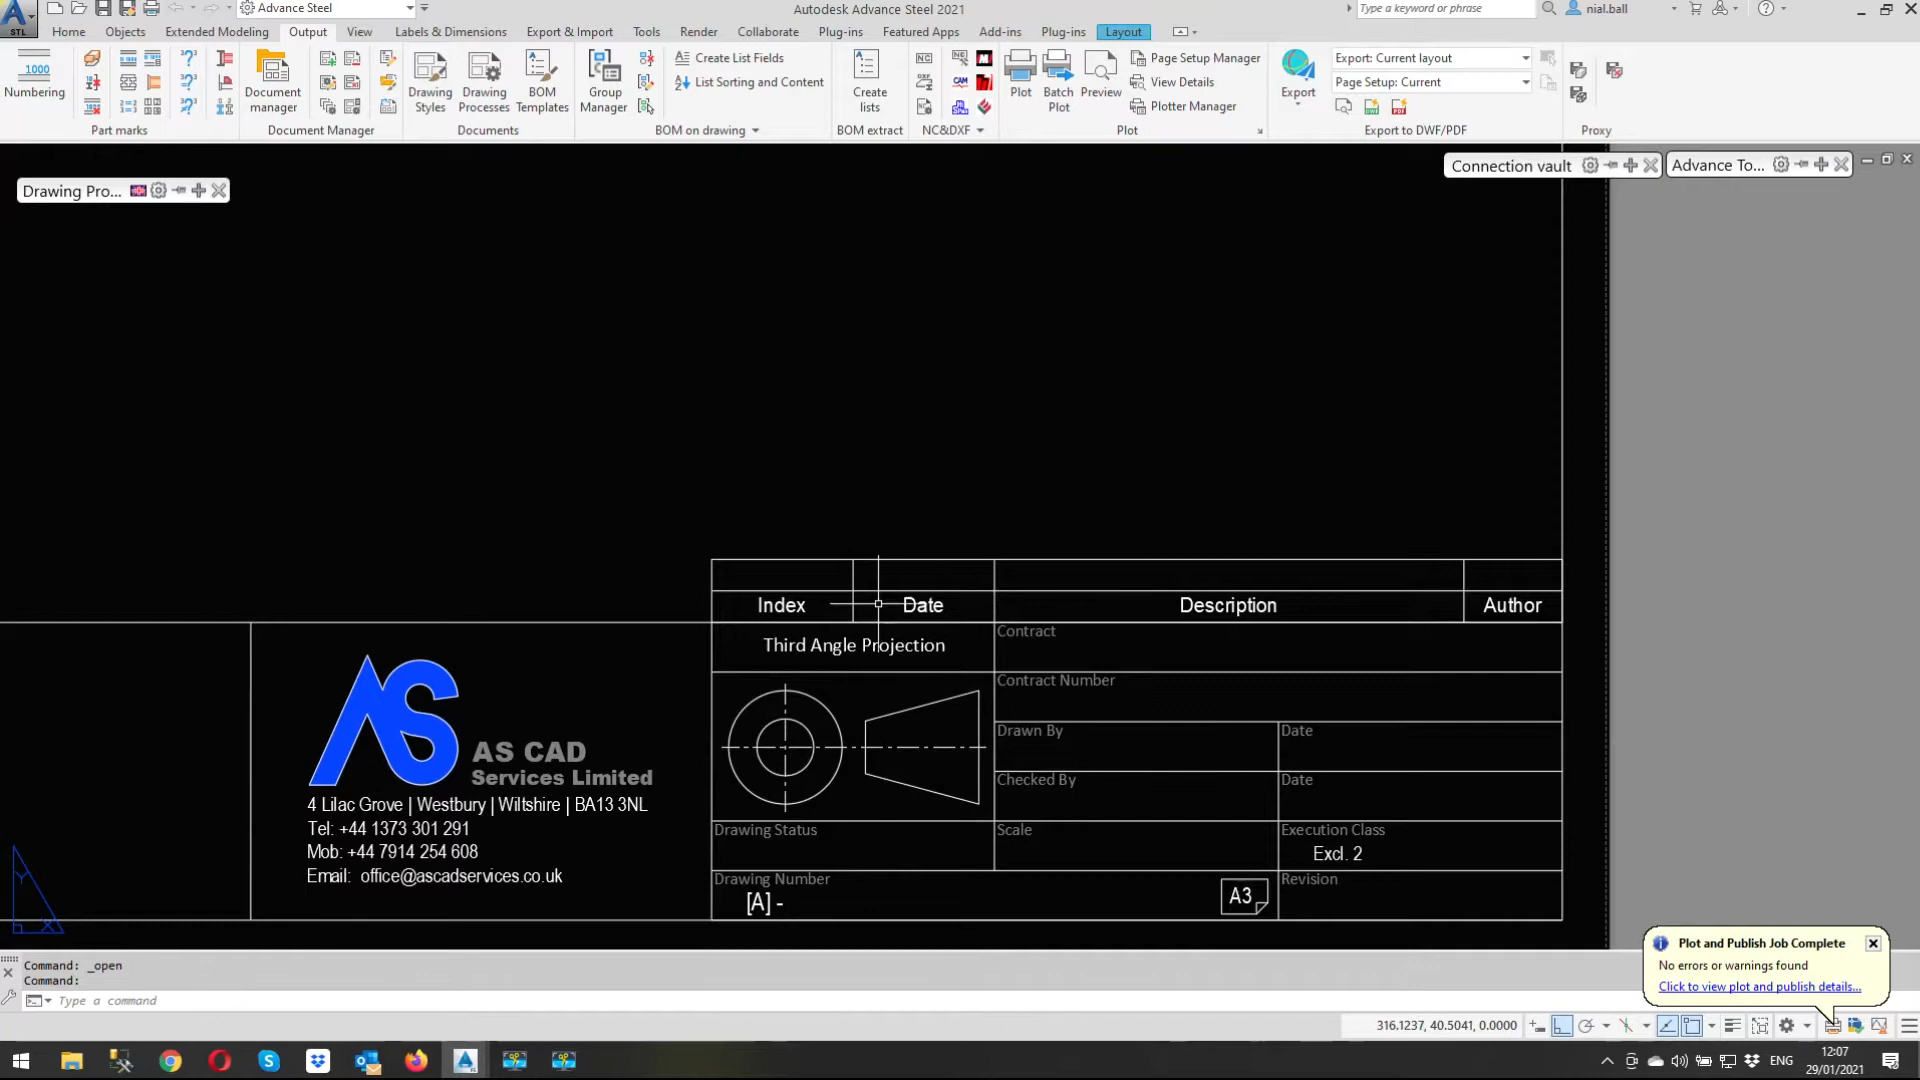 Advance Steel
Autodesk Advance Steel 2021
Type a keyword or phrase
nial.ball
STL
Home Objects Extended Modeling Output View Labels & Dimensions Export & Import Tools Render Collaborate Plug-ins Featured Apps Add-ins Plug-ins Layout
1000
Numbering
Part marks
Document manager
Document Manager
Drawing Styles
Drawing Processes
BOM Templates
Documents
Group Manager
Create List Fields
List Sorting and Content
BOM on drawing
Create lists
BOM extract
NC
DXF
CAM
NC&DXF
Plot
Batch Plot
Preview
Page Setup Manager
View Details
Plotter Manager
Plot
Export
Export: Current layout
Page Setup: Current
Export to DWF/PDF
Proxy
Drawing Pro...
Connection vault
Advance To...
Index Date Description Author
Third Angle Projection
Contract
Contract Number
Drawn By Date
Checked By Date
Drawing Status Scale Execution Class
Excl. 2
Drawing Number Revision
[A] -
A3
AS
AS CAD
Services Limited
4 Lilac Grove | Westbury | Wiltshire | BA13 3NL
Tel: +44 1373 301 291
Mob: +44 7914 254 608
Email: office@ascadservices.co.uk
Y
X
Command: _open
Command:
Type a command
Plot and Publish Job Complete
No errors or warnings found
Click to view plot and publish details...
316.1237, 40.5041, 0.0000
ENG
12:07
29/01/2021